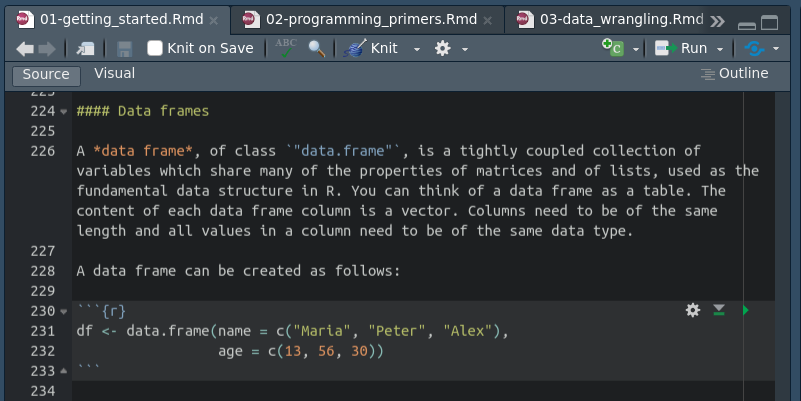 01-getting_started.Rmd 02-programming_primers.Rmd 03-data_wrangling.Rmd
Knit on Save ABC Knit Run
Source Visual Outline
223
224 #### Data frames
225
226 A *data frame*, of class `"data.frame"`, is a tightly coupled collection of
variables which share many of the properties of matrices and of lists, used as the
fundamental data structure in R. You can think of a data frame as a table. The
content of each data frame column is a vector. Columns need to be of the same
length and all values in a column need to be of the same data type.
227
228 A data frame can be created as follows:
229
230 ```{r}
231 df <- data.frame(name = c("Maria", "Peter", "Alex"),
232 age = c(13, 56, 30))
233 ```
234